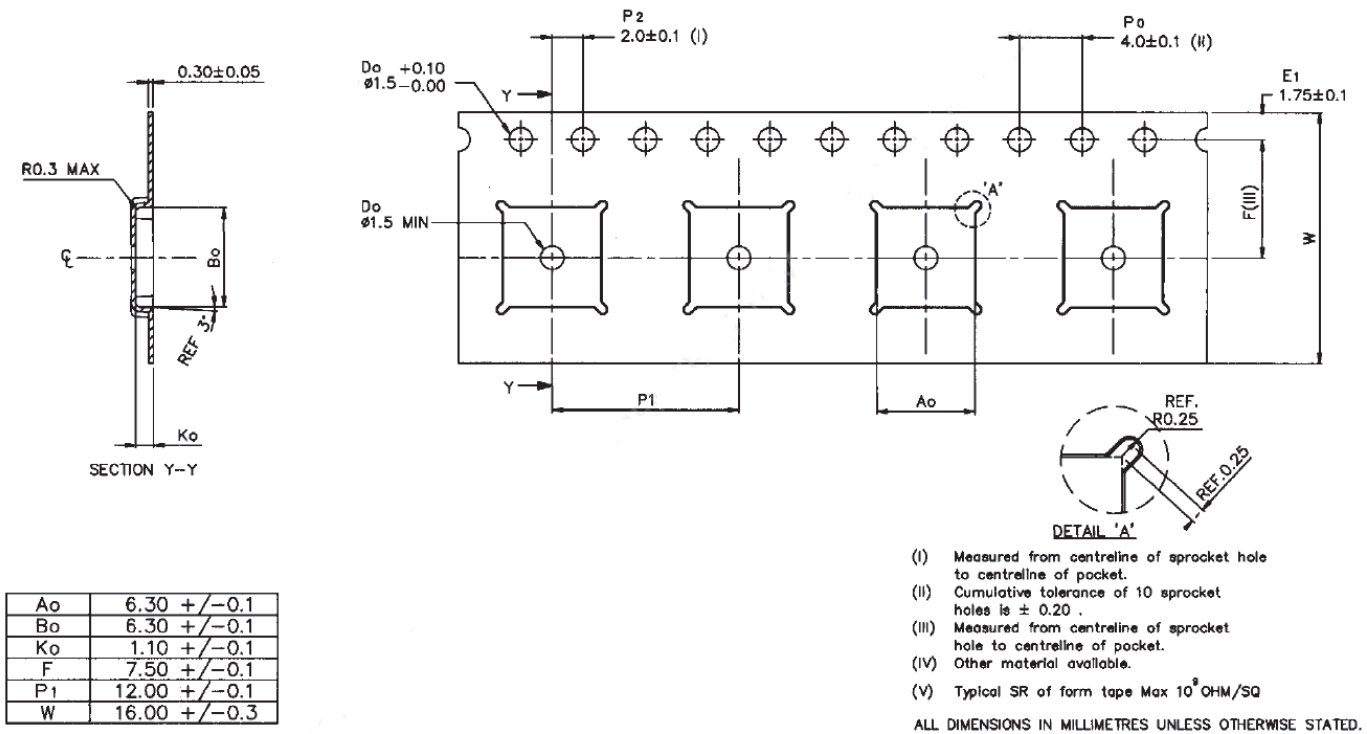 P2
2.0±0.1 (I)
Po
4.0±0.1 (II)
0.30±0.05
Do +0.10
ø1.5-0.00
Y
E1
1.75±0.1
R0.3 MAX
'A'
Do
ø1.5 MIN
F(III)
W
℄
Bo
REF 3°
Y
P1
Ao
Ko
SECTION Y-Y
REF.
R0.25
REF.0.25
DETAIL 'A'
(I) Measured from centreline of sprocket hole
to centreline of pocket.
(II) Cumulative tolerance of 10 sprocket
holes is ± 0.20 .
(III) Measured from centreline of sprocket
hole to centreline of pocket.
(IV) Other material available.
(V) Typical SR of form tape Max 10⁹ OHM/SQ
ALL DIMENSIONS IN MILLIMETRES UNLESS OTHERWISE STATED.
Ao 6.30 +/-0.1
Bo 6.30 +/-0.1
Ko 1.10 +/-0.1
F 7.50 +/-0.1
P1 12.00 +/-0.1
W 16.00 +/-0.3